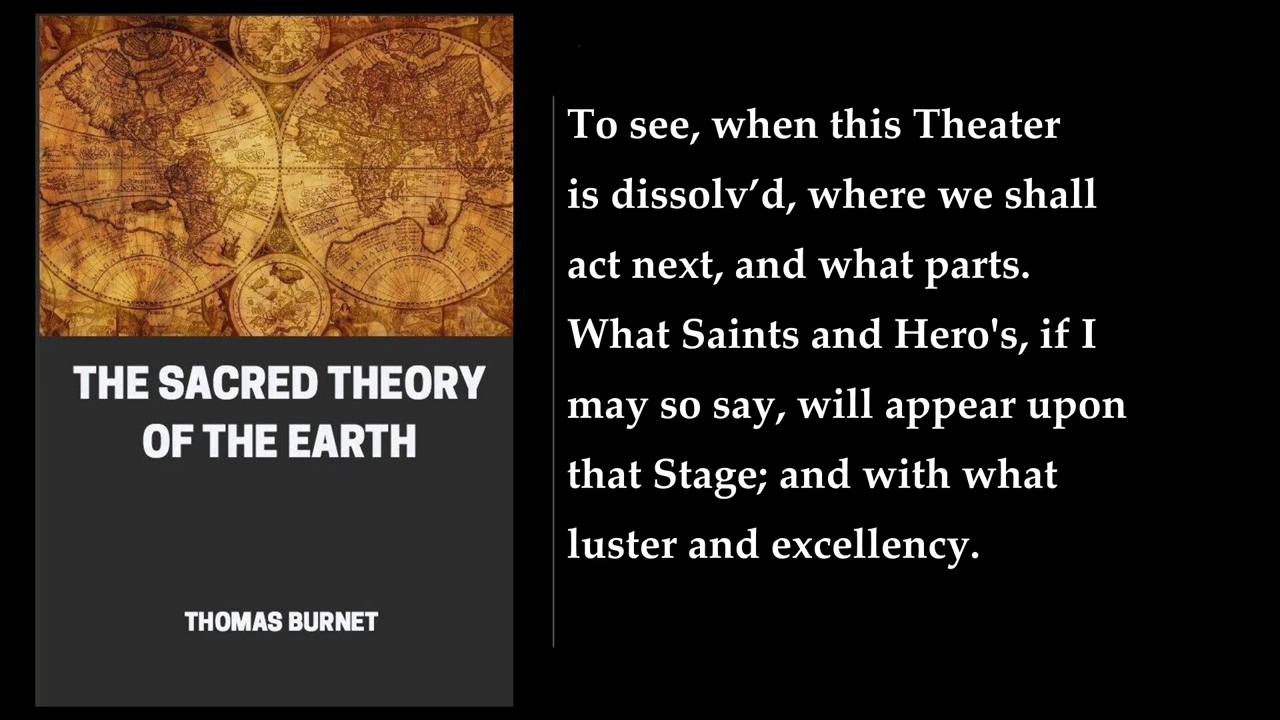 THE SACRED THEORY
OF THE EARTH
THOMAS BURNET
To see, when this Theater
is dissolv’d, where we shall
act next, and what parts.
What Saints and Hero's, if I
may so say, will appear upon
that Stage; and with what
luster and excellency.